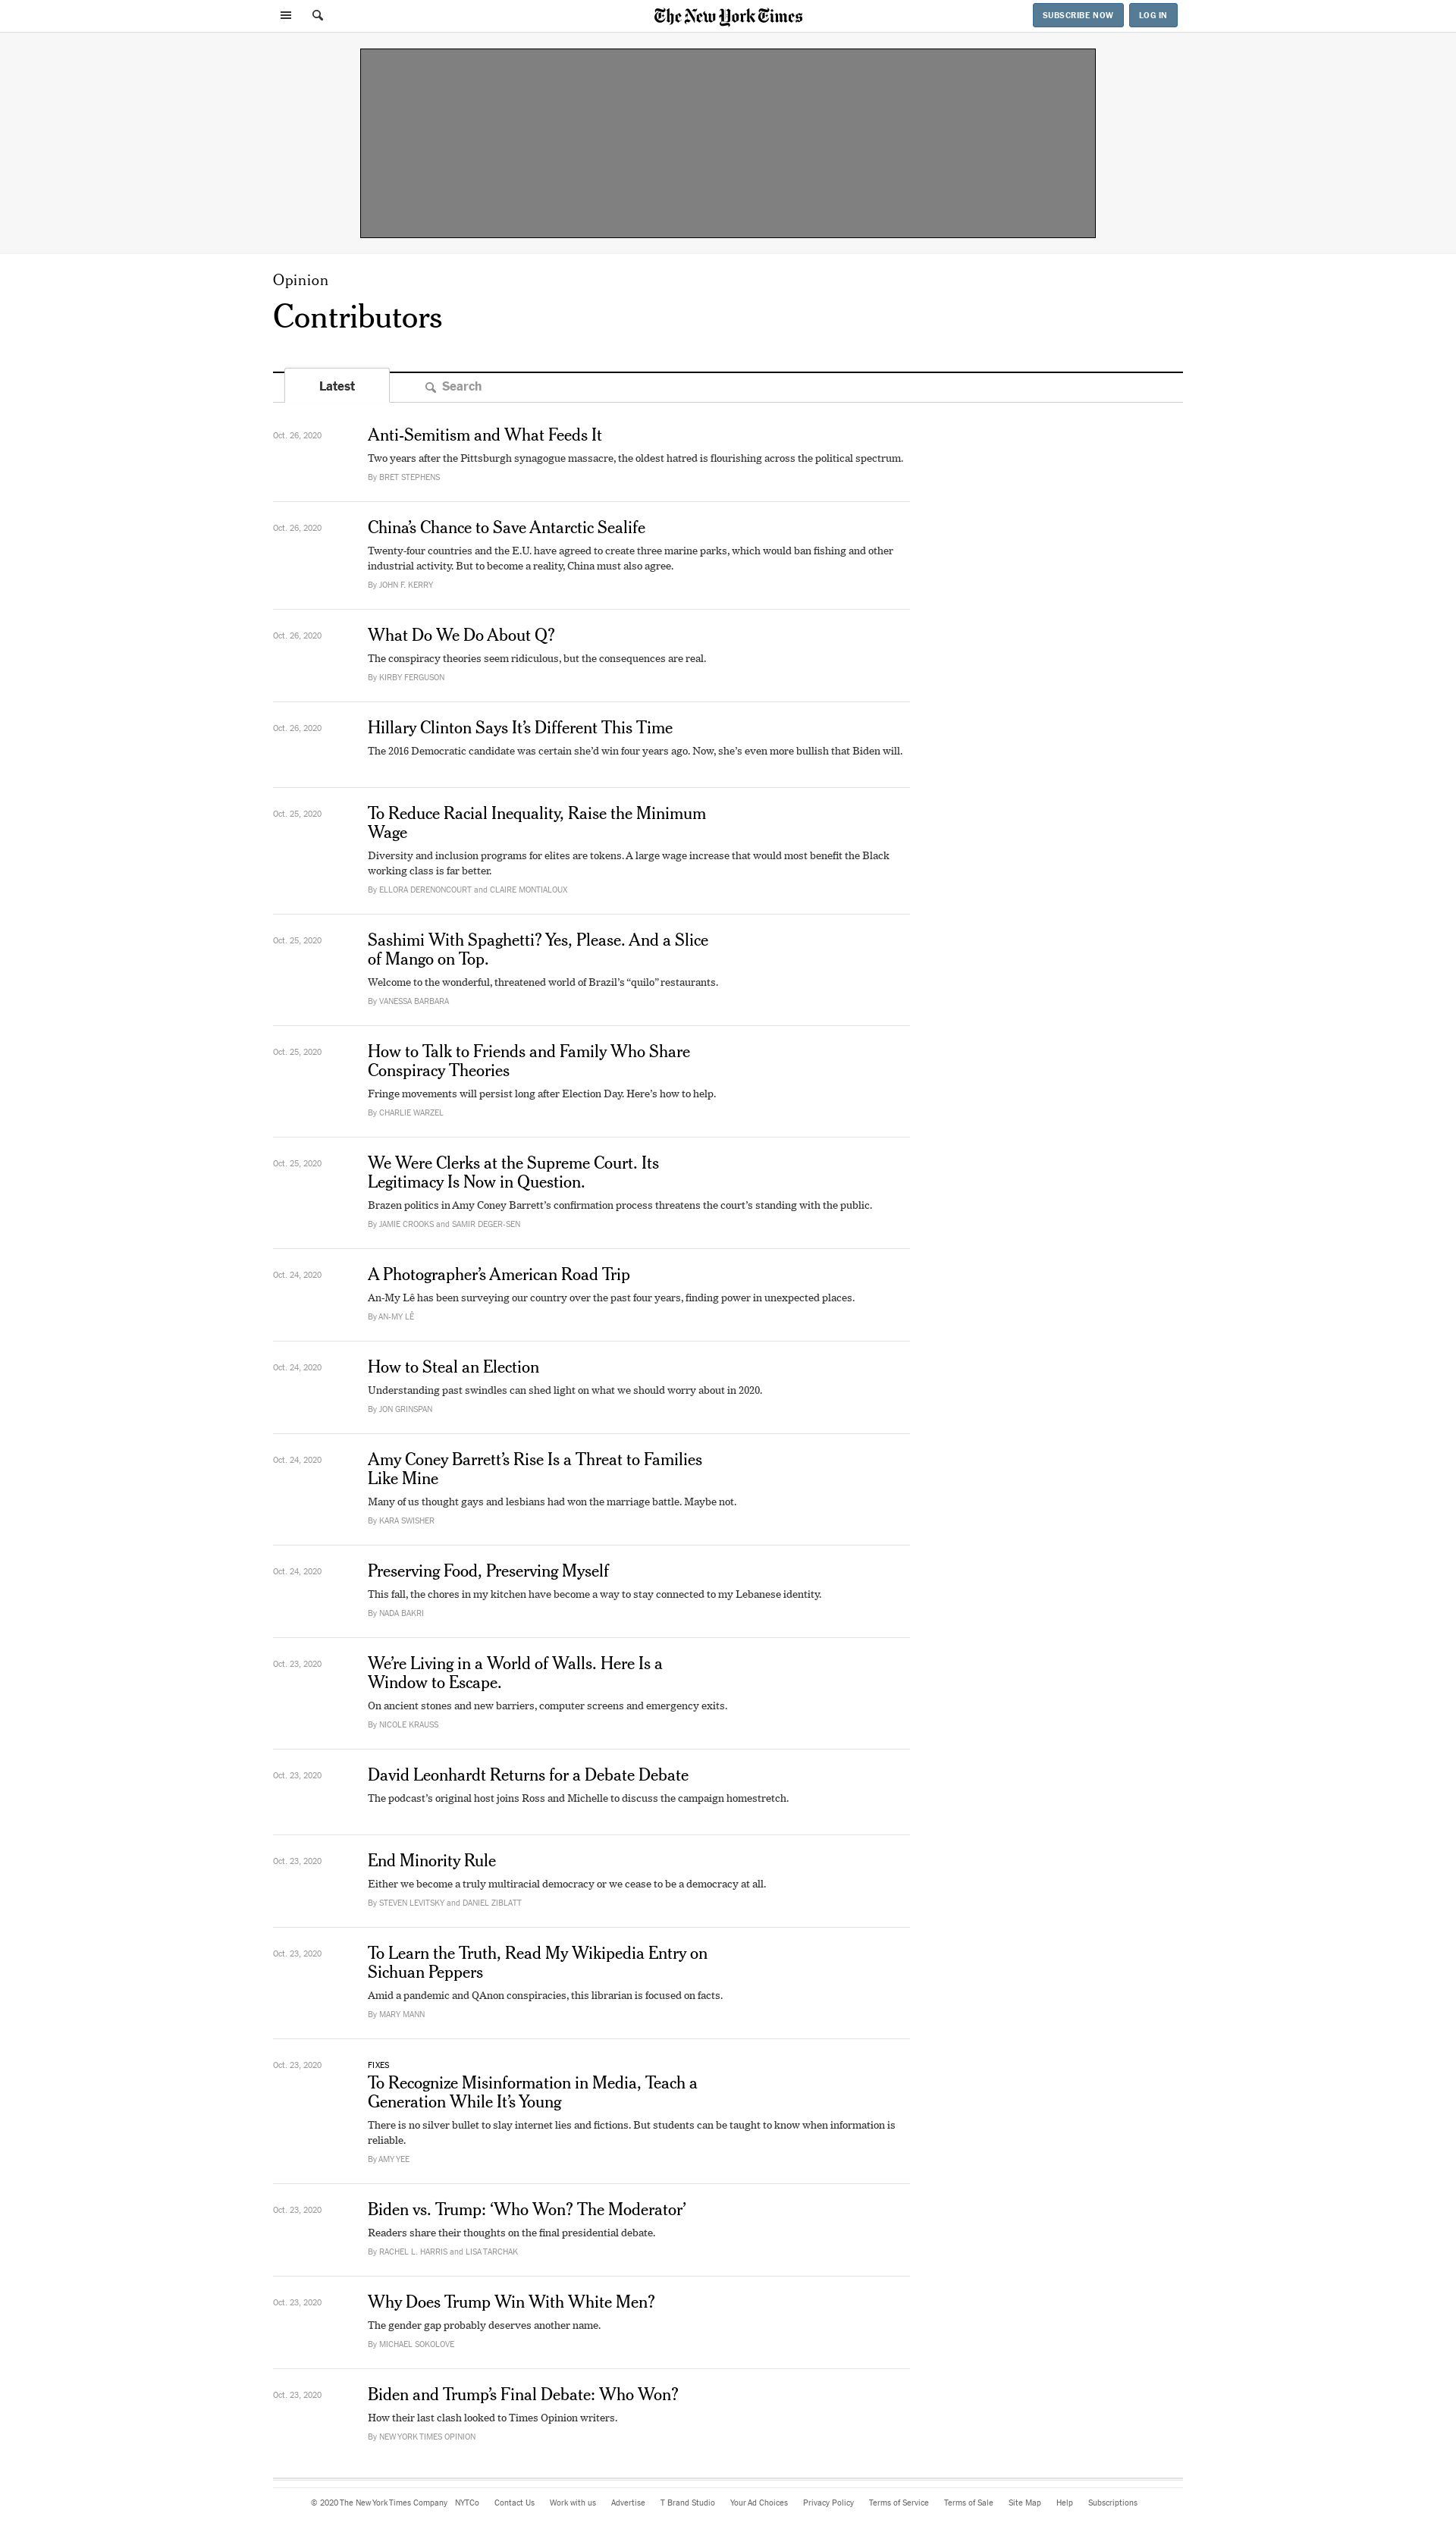 The New York Times
SUBSCRIBE NOW
LOG IN
Opinion
Contributors
Latest
Search
Oct. 26, 2020
Anti-Semitism and What Feeds It
Two years after the Pittsburgh synagogue massacre, the oldest hatred is flourishing across the political spectrum.
By BRET STEPHENS
Oct. 26, 2020
China’s Chance to Save Antarctic Sealife
Twenty-four countries and the E.U. have agreed to create three marine parks, which would ban fishing and other
industrial activity. But to become a reality, China must also agree.
By JOHN F. KERRY
Oct. 26, 2020
What Do We Do About Q?
The conspiracy theories seem ridiculous, but the consequences are real.
By KIRBY FERGUSON
Oct. 26, 2020
Hillary Clinton Says It’s Different This Time
The 2016 Democratic candidate was certain she’d win four years ago. Now, she’s even more bullish that Biden will.
Oct. 25, 2020
To Reduce Racial Inequality, Raise the Minimum
Wage
Diversity and inclusion programs for elites are tokens. A large wage increase that would most benefit the Black
working class is far better.
By ELLORA DERENONCOURT and CLAIRE MONTIALOUX
Oct. 25, 2020
Sashimi With Spaghetti? Yes, Please. And a Slice
of Mango on Top.
Welcome to the wonderful, threatened world of Brazil’s “quilo” restaurants.
By VANESSA BARBARA
Oct. 25, 2020
How to Talk to Friends and Family Who Share
Conspiracy Theories
Fringe movements will persist long after Election Day. Here’s how to help.
By CHARLIE WARZEL
Oct. 25, 2020
We Were Clerks at the Supreme Court. Its
Legitimacy Is Now in Question.
Brazen politics in Amy Coney Barrett’s confirmation process threatens the court’s standing with the public.
By JAMIE CROOKS and SAMIR DEGER-SEN
Oct. 24, 2020
A Photographer’s American Road Trip
An-My Lê has been surveying our country over the past four years, finding power in unexpected places.
By AN-MY LÊ
Oct. 24, 2020
How to Steal an Election
Understanding past swindles can shed light on what we should worry about in 2020.
By JON GRINSPAN
Oct. 24, 2020
Amy Coney Barrett’s Rise Is a Threat to Families
Like Mine
Many of us thought gays and lesbians had won the marriage battle. Maybe not.
By KARA SWISHER
Oct. 24, 2020
Preserving Food, Preserving Myself
This fall, the chores in my kitchen have become a way to stay connected to my Lebanese identity.
By NADA BAKRI
Oct. 23, 2020
We’re Living in a World of Walls. Here Is a
Window to Escape.
On ancient stones and new barriers, computer screens and emergency exits.
By NICOLE KRAUSS
Oct. 23, 2020
David Leonhardt Returns for a Debate Debate
The podcast’s original host joins Ross and Michelle to discuss the campaign homestretch.
Oct. 23, 2020
End Minority Rule
Either we become a truly multiracial democracy or we cease to be a democracy at all.
By STEVEN LEVITSKY and DANIEL ZIBLATT
Oct. 23, 2020
To Learn the Truth, Read My Wikipedia Entry on
Sichuan Peppers
Amid a pandemic and QAnon conspiracies, this librarian is focused on facts.
By MARY MANN
Oct. 23, 2020
FIXES
To Recognize Misinformation in Media, Teach a
Generation While It’s Young
There is no silver bullet to slay internet lies and fictions. But students can be taught to know when information is
reliable.
By AMY YEE
Oct. 23, 2020
Biden vs. Trump: ‘Who Won? The Moderator’
Readers share their thoughts on the final presidential debate.
By RACHEL L. HARRIS and LISA TARCHAK
Oct. 23, 2020
Why Does Trump Win With White Men?
The gender gap probably deserves another name.
By MICHAEL SOKOLOVE
Oct. 23, 2020
Biden and Trump’s Final Debate: Who Won?
How their last clash looked to Times Opinion writers.
By NEW YORK TIMES OPINION
© 2020 The New York Times Company NYTCo Contact Us Work with us Advertise T Brand Studio Your Ad Choices Privacy Policy Terms of Service Terms of Sale Site Map Help Subscriptions